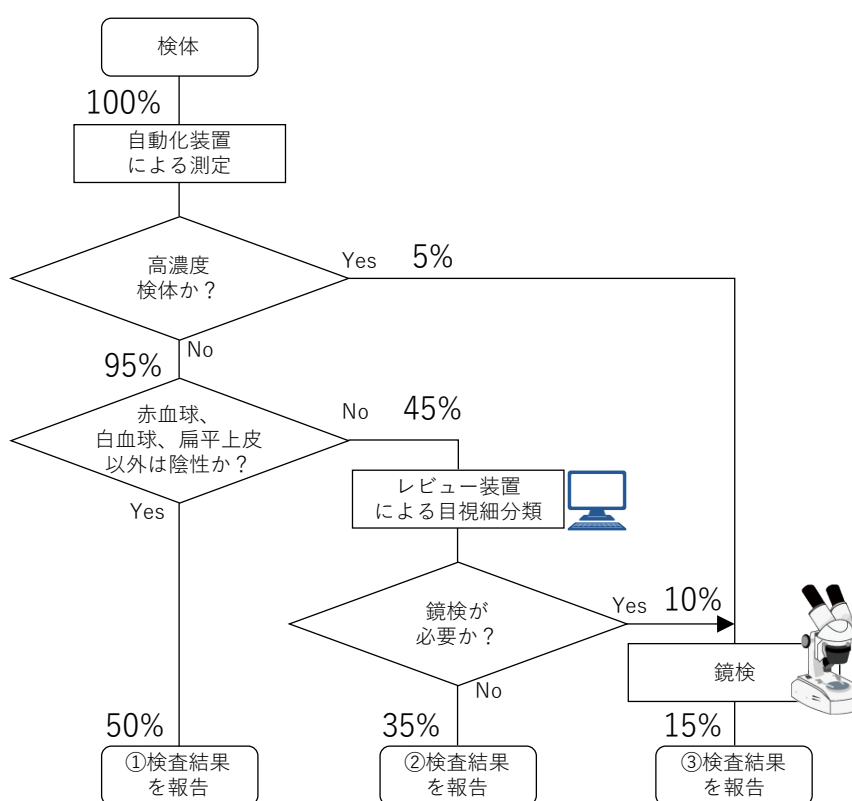 検体
100%
自動化装置
による測定
高濃度
検体か？
Yes 5%
No
95%
赤血球、
白血球、扁平上皮
以外は陰性か？
No 45%
Yes
レビュー装置
による目視細分類
鏡検が
必要か？
Yes 10%
No
鏡検
50%
①検査結果
を報告
35%
②検査結果
を報告
15%
③検査結果
を報告